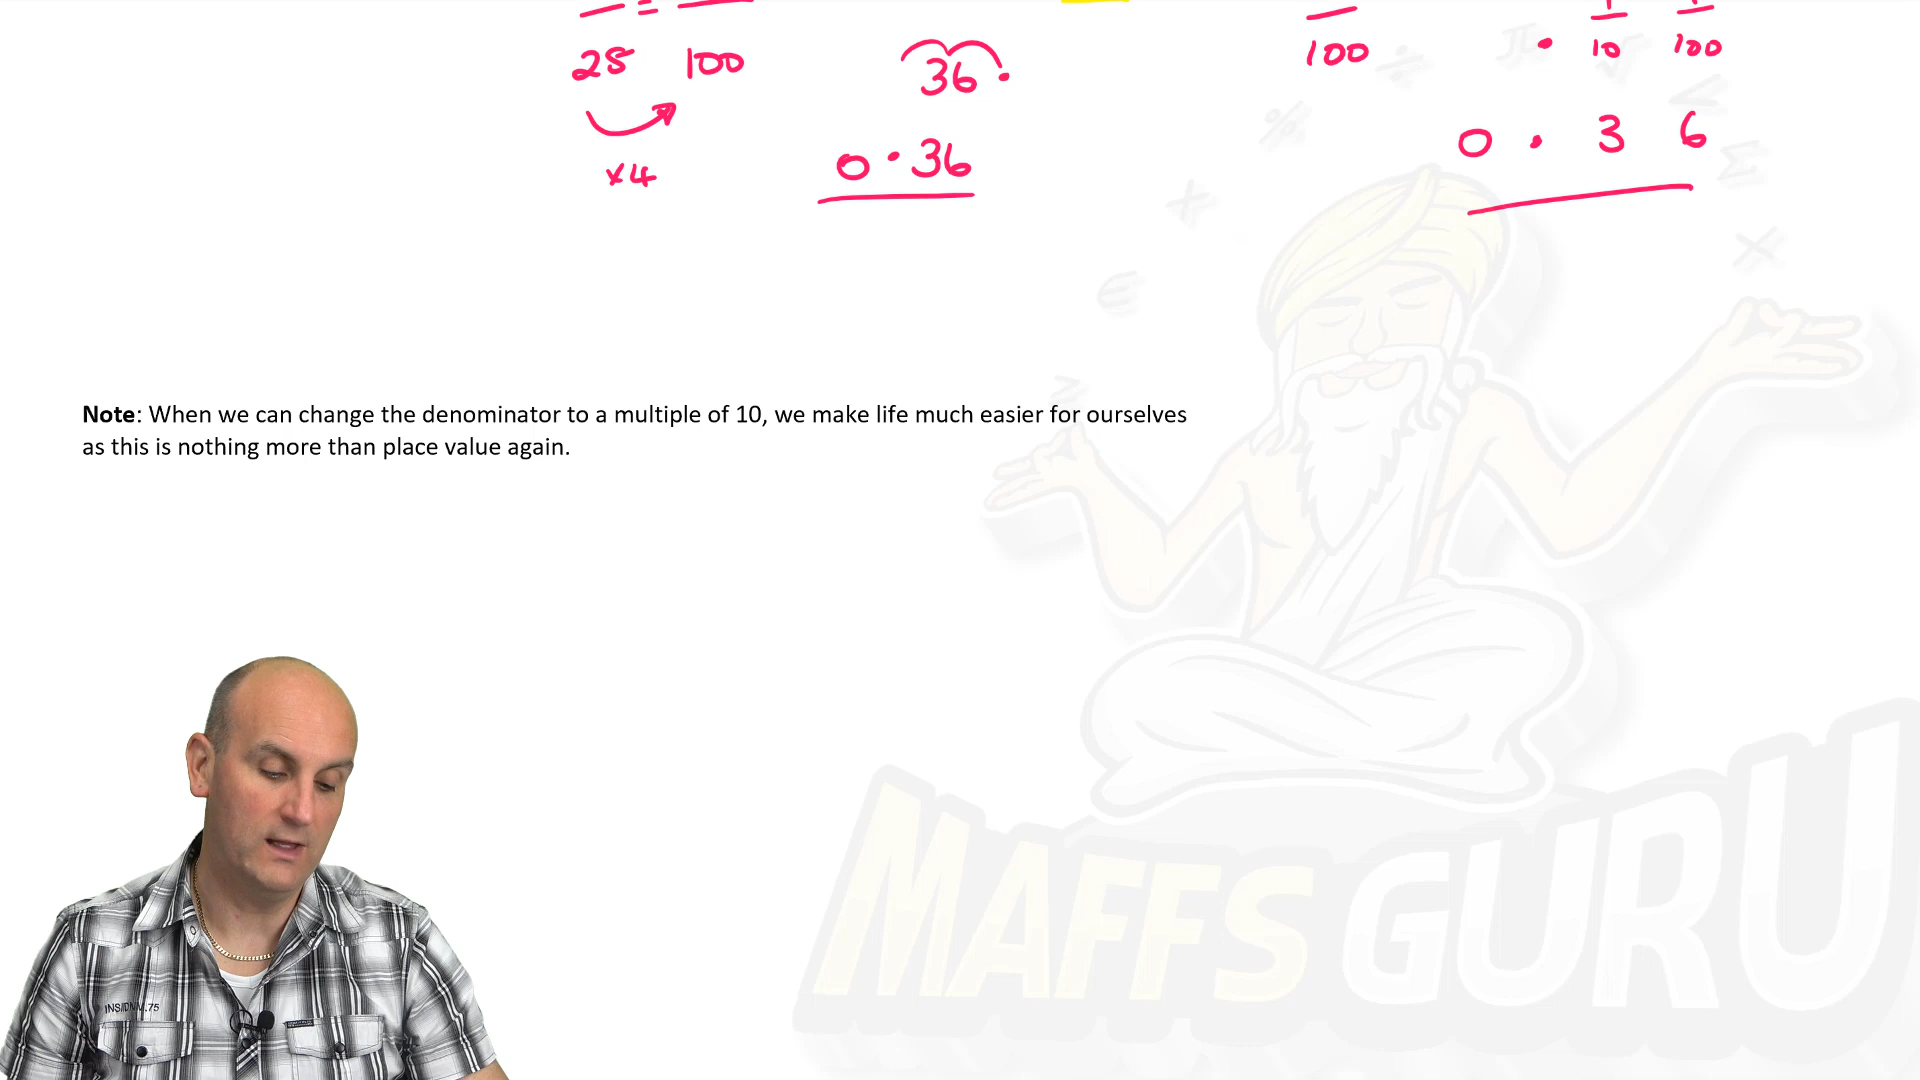 =
25 100 36. 100 . 10 100
×4 0.36 0 . 3 6
Note: When we can change the denominator to a multiple of 10, we make life much easier for ourselves
as this is nothing more than place value again.
MAFFS GURU